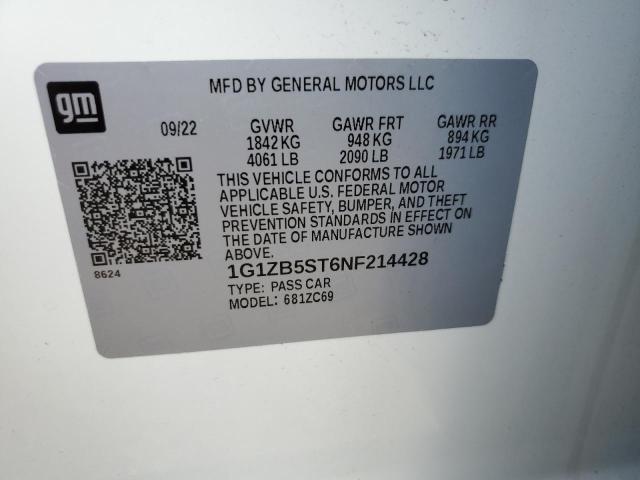 gm
MFD BY GENERAL MOTORS LLC
09/22 GVWR GAWR FRT GAWR RR
1842 KG 948 KG 894 KG
4061 LB 2090 LB 1971 LB
THIS VEHICLE CONFORMS TO ALL
APPLICABLE U.S. FEDERAL MOTOR
VEHICLE SAFETY, BUMPER, AND THEFT
PREVENTION STANDARDS IN EFFECT ON
THE DATE OF MANUFACTURE SHOWN
ABOVE.
8624
1G1ZB5ST6NF214428
TYPE: PASS CAR
MODEL: 681ZC69